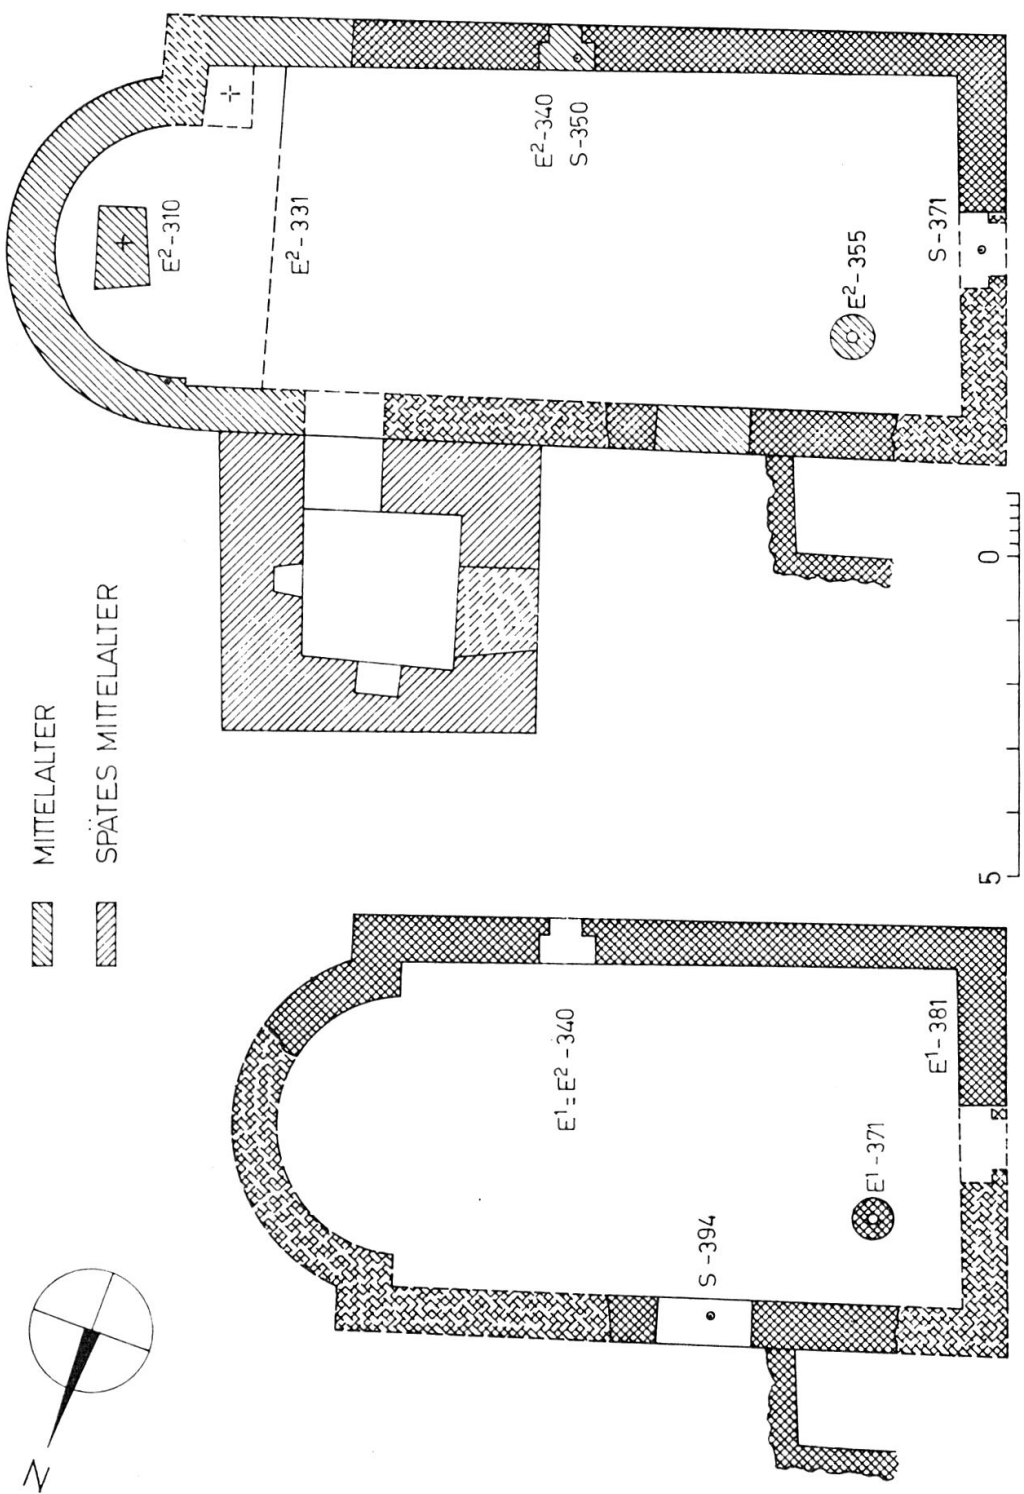 MITTELALTER
SPÄTES MITTELALTER
N
E²-310
E²-331
E²-340
S-350
E²-355
S-371
E¹=E²-340
S-394
E¹-371
E¹-381
5
0